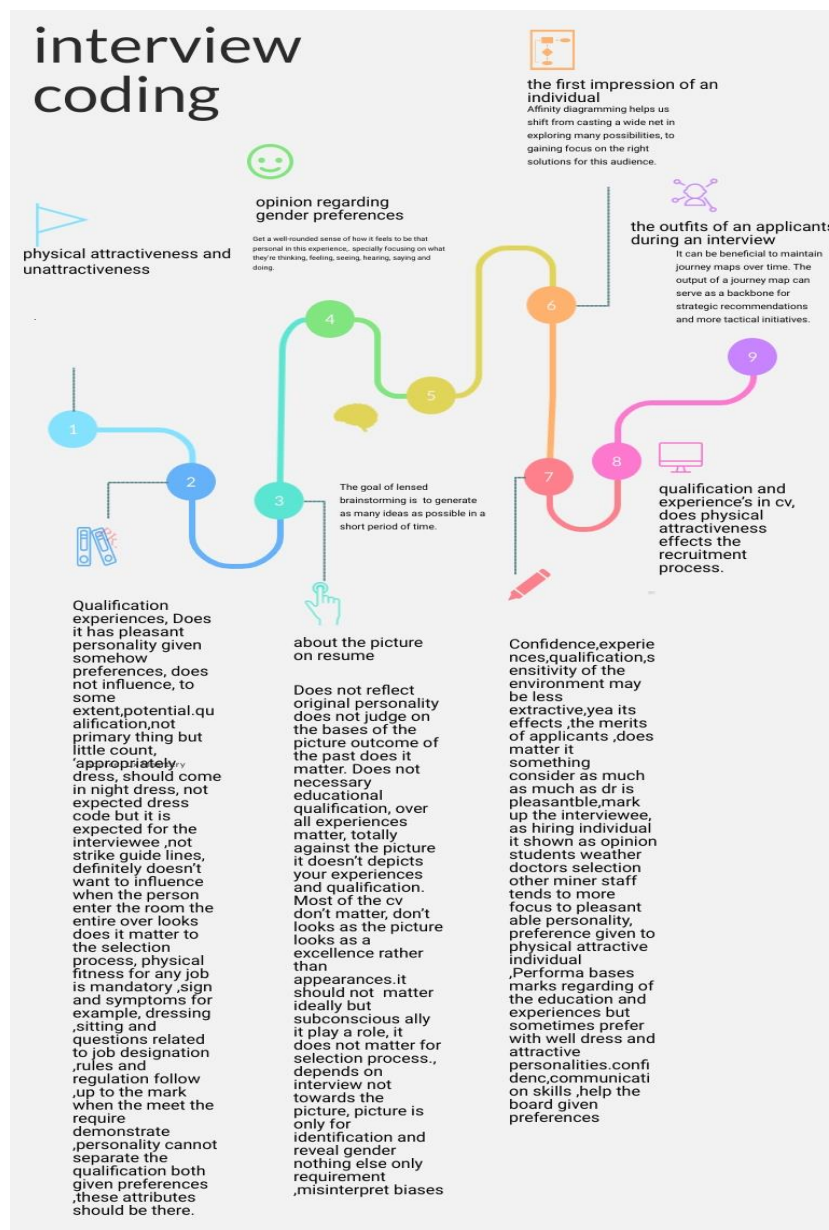 interview
coding
the first impression of an
individual
Affinity diagramming helps us
shift from casting a wide net in
exploring many possibilities, to
gaining focus on the right
solutions for this audience.
opinion regarding
gender preferences
Get a well-rounded sense of how it feels to be that
personal in this experience, specially focusing on what
they're thinking, feeling, seeing, hearing, saying and
doing.
physical attractiveness and
unattractiveness
.
the outfits of an applicants
during an interview
It can be beneficial to maintain
journey maps over time. The
output of a journey map can
serve as a backbone for
strategic recommendations
and more tactical initiatives.
1
2
3
4
5
6
7
8
9
The goal of lensed
brainstorming is to generate
as many ideas as possible in a
short period of time.
qualification and
experience's in cv,
does physical
attractiveness
effects the
recruitment
process.
Qualification
experiences, Does
it has pleasant
personality given
somehow
preferences, does
not influence, to
some
extent,potential.qu
alification,not
primary thing but
little count,
'appropriately
dress, should come
in night dress, not
expected dress
code but it is
expected for the
interviewee ,not
strike guide lines,
definitely doesn't
want to influence
when the person
enter the room the
entire over looks
does it matter to
the selection
process, physical
fitness for any job
is mandatory ,sign
and symptoms for
example, dressing
,sitting and
questions related
to job designation
,rules and
regulation follow
,up to the mark
when the meet the
require
demonstrate
,personality cannot
separate the
qualification both
given preferences
,these attributes
should be there.
about the picture
on resume
Does not reflect
original personality
does not judge on
the bases of the
picture outcome of
the past does it
matter. Does not
necessary
educational
qualification, over
all experiences
matter, totally
against the picture
it doesn't depicts
your experiences
and qualification.
Most of the cv
don't matter, don't
looks as the picture
looks as a
excellence rather
than
appearances.it
should not matter
ideally but
subconscious ally
it play a role, it
does not matter for
selection process.,
depends on
interview not
towards the
picture, picture is
only for
identification and
reveal gender
nothing else only
requirement
,misinterpret biases
Confidence,experie
nces,qualification,s
ensitivity of the
environment may
be less
extractive,yea its
effects ,the merits
of applicants ,does
matter it
something
consider as much
as much as dr is
pleasantble,mark
up the interviewee,
as hiring individual
it shown as opinion
students weather
doctors selection
other miner staff
tends to more
focus to pleasant
able personality,
preference given to
physical attractive
individual
,Performa bases
marks regarding of
the education and
experiences but
sometimes prefer
with well dress and
attractive
personalities.confi
denc,communicati
on skills ,help the
board given
preferences